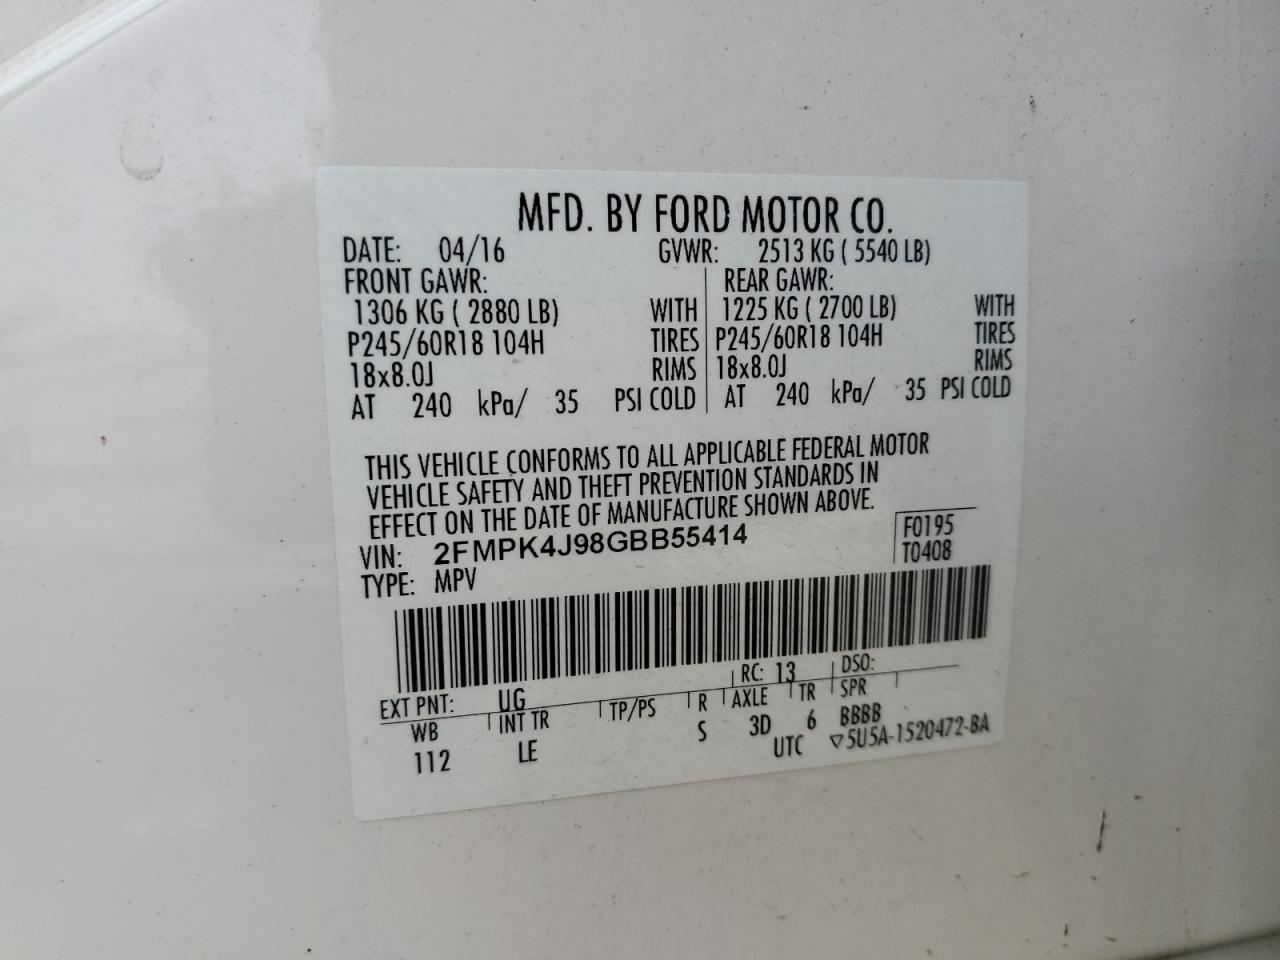 MFD. BY FORD MOTOR CO.
DATE: 04/16 GVWR: 2513 KG ( 5540 LB)
FRONT GAWR: REAR GAWR:
1306 KG ( 2880 LB) WITH 1225 KG ( 2700 LB) WITH
P245/60R18 104H TIRES P245/60R18 104H TIRES
18x8.0J RIMS 18x8.0J RIMS
AT 240 kPa/ 35 PSI COLD AT 240 kPa/ 35 PSI COLD
THIS VEHICLE CONFORMS TO ALL APPLICABLE FEDERAL MOTOR
VEHICLE SAFETY AND THEFT PREVENTION STANDARDS IN
EFFECT ON THE DATE OF MANUFACTURE SHOWN ABOVE.
VIN: 2FMPK4J98GBB55414 F0195
TYPE: MPV T0408
EXT PNT: UG RC: 13 DSO:
WB INT TR TP/PS R AXLE TR SPR
112 LE S 3D 6 BBBB
UTC ▽5U5A-1520472-BA